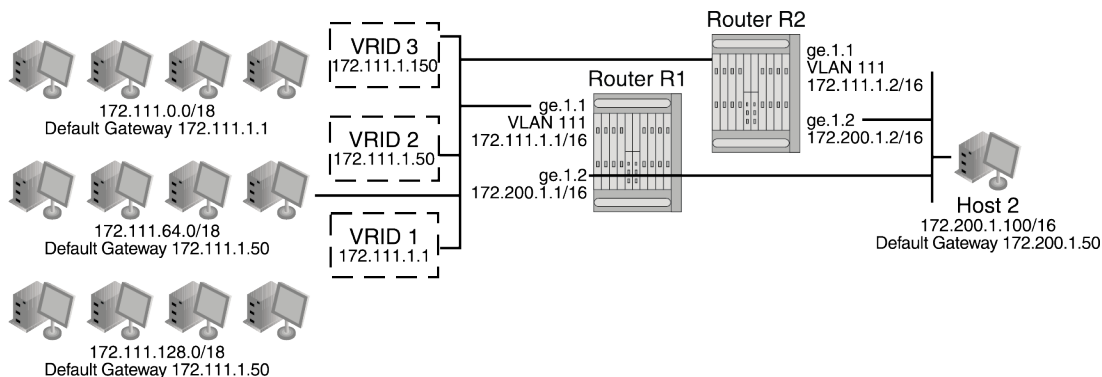 172.111.0.0/18
Default Gateway 172.111.1.1
172.111.64.0/18
Default Gateway 172.111.1.50
172.111.128.0/18
Default Gateway 172.111.1.50
VRID 3
172.111.1.150
VRID 2
172.111.1.50
VRID 1
172.111.1.1
Router R1
ge.1.1
VLAN 111
172.111.1.1/16
ge.1.2
172.200.1.1/16
Router R2
ge.1.1
VLAN 111
172.111.1.2/16
ge.1.2
172.200.1.2/16
Host 2
172.200.1.100/16
Default Gateway 172.200.1.50